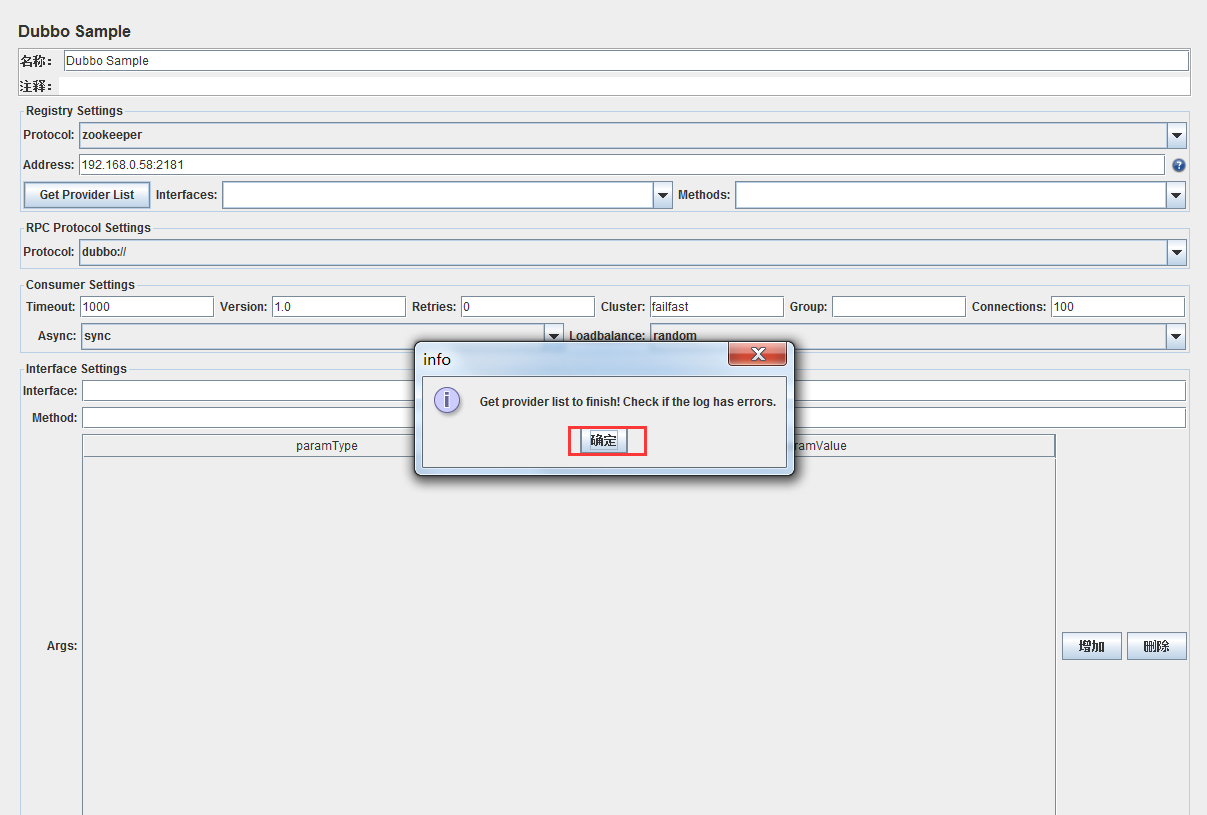 Dubbo Sample
名称： Dubbo Sample
注释：
Registry Settings
Protocol: zookeeper
Address: 192.168.0.58:2181 ?
Get Provider List Interfaces: Methods:
RPC Protocol Settings
Protocol: dubbo://
Consumer Settings
Timeout: 1000 Version: 1.0 Retries: 0 Cluster: failfast Group: Connections: 100
Async: sync Loadbalance: random
info
Interface Settings
Interface:
i Get provider list to finish! Check if the log has errors.
Method:
确定
paramType ramValue
Args: 增加 删除